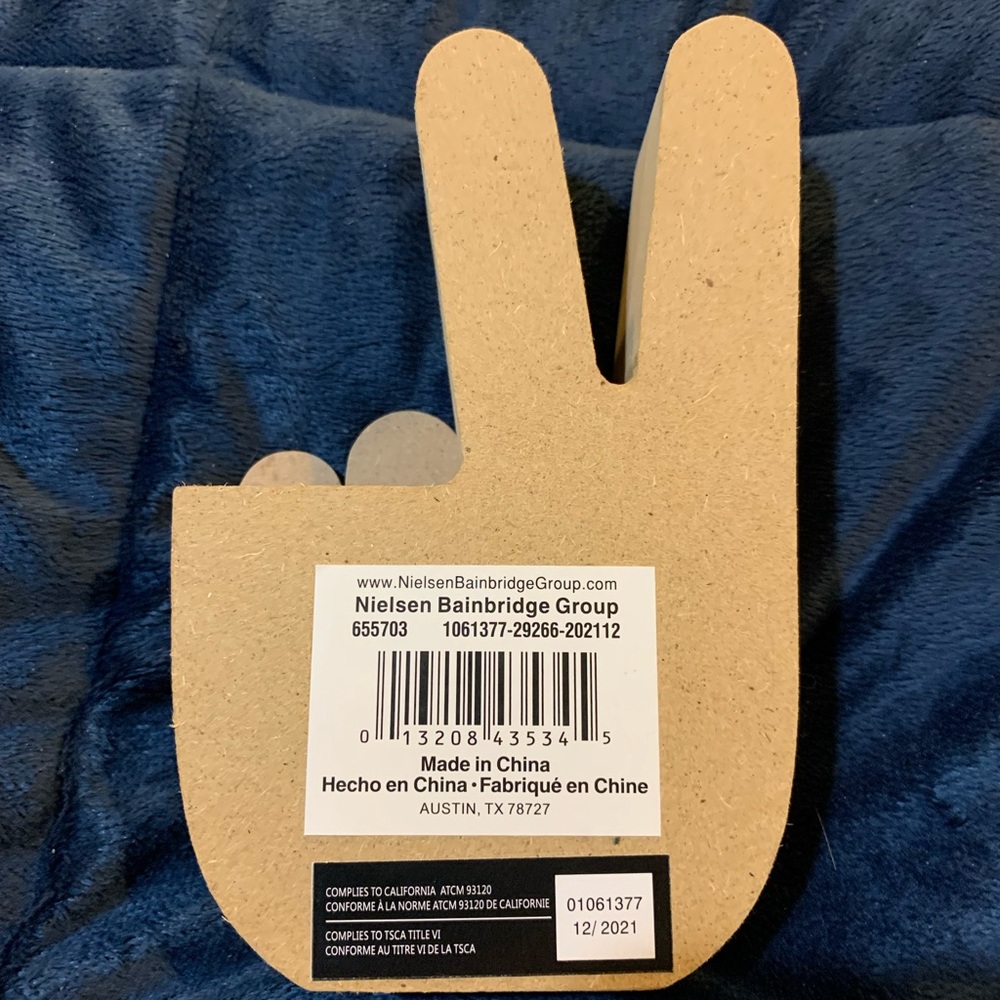 www.NielsenBainbridgeGroup.com
Nielsen Bainbridge Group
655703 1061377-29266-202112
0 13208 43534 5
Made in China
Hecho en China • Fabriqué en Chine
AUSTIN, TX 78727
COMPLIES TO CALIFORNIA ATCM 93120
CONFORME À LA NORME ATCM 93120 DE CALIFORNIE
COMPLIES TO TSCA TITLE VI
CONFORME AU TITRE VI DE LA TSCA
01061377
12/ 2021